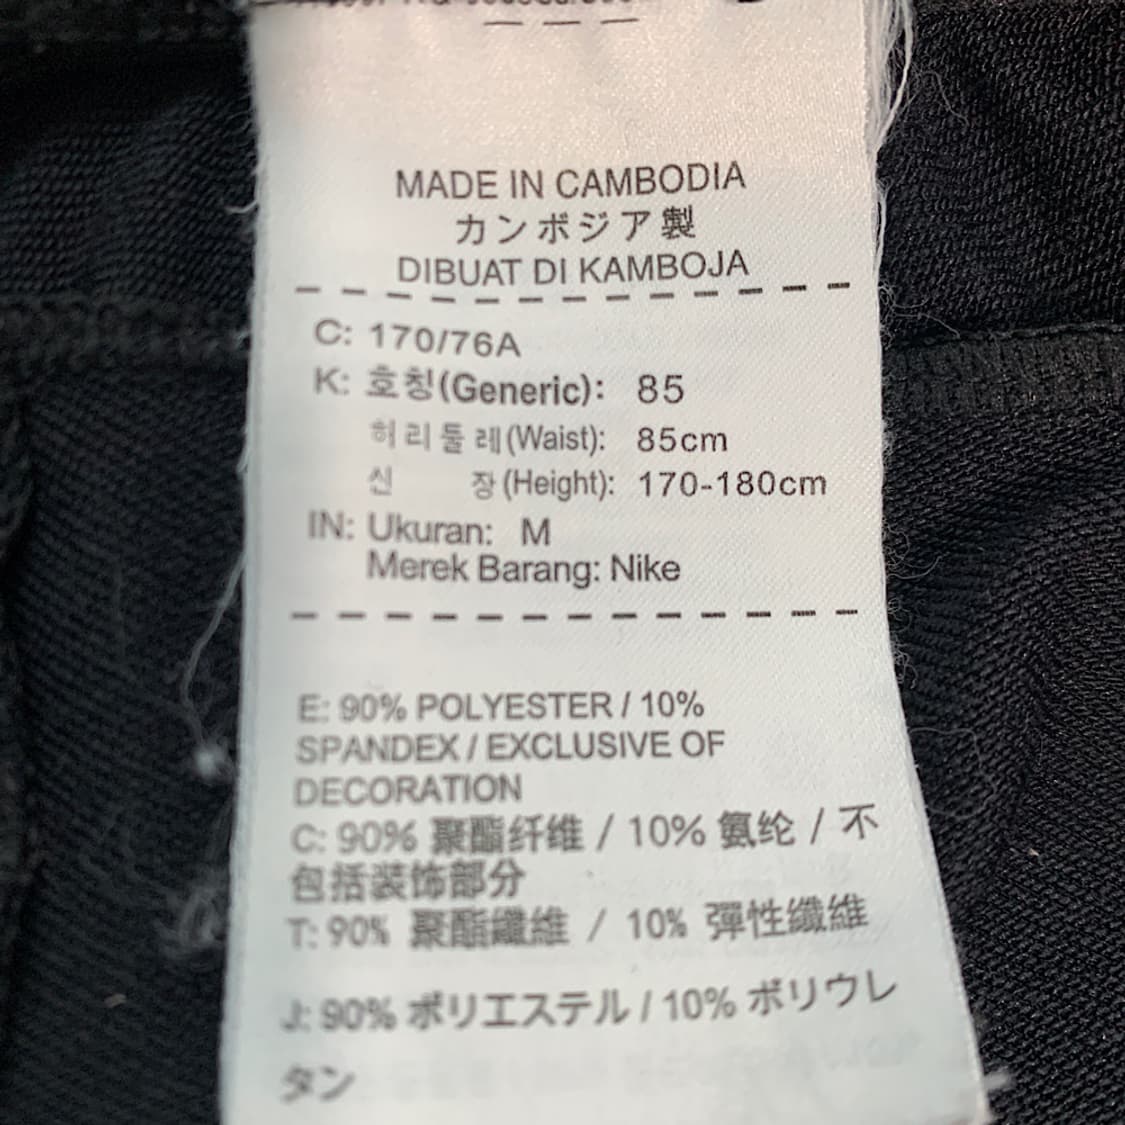 MADE IN CAMBODIA
カンボジア製
DIBUAT DI KAMBOJA
C: 170/76A
K: 호칭(Generic): 85
허리둘레(Waist): 85cm
신 장(Height): 170-180cm
IN: Ukuran: M
Merek Barang: Nike
E: 90% POLYESTER / 10%
SPANDEX / EXCLUSIVE OF
DECORATION
C: 90% 聚酯纤维 / 10% 氨纶 / 不
包括装饰部分
T: 90% 聚酯纖維 / 10% 彈性纖維
J: 90% ポリエステル / 10% ポリウレ
タン